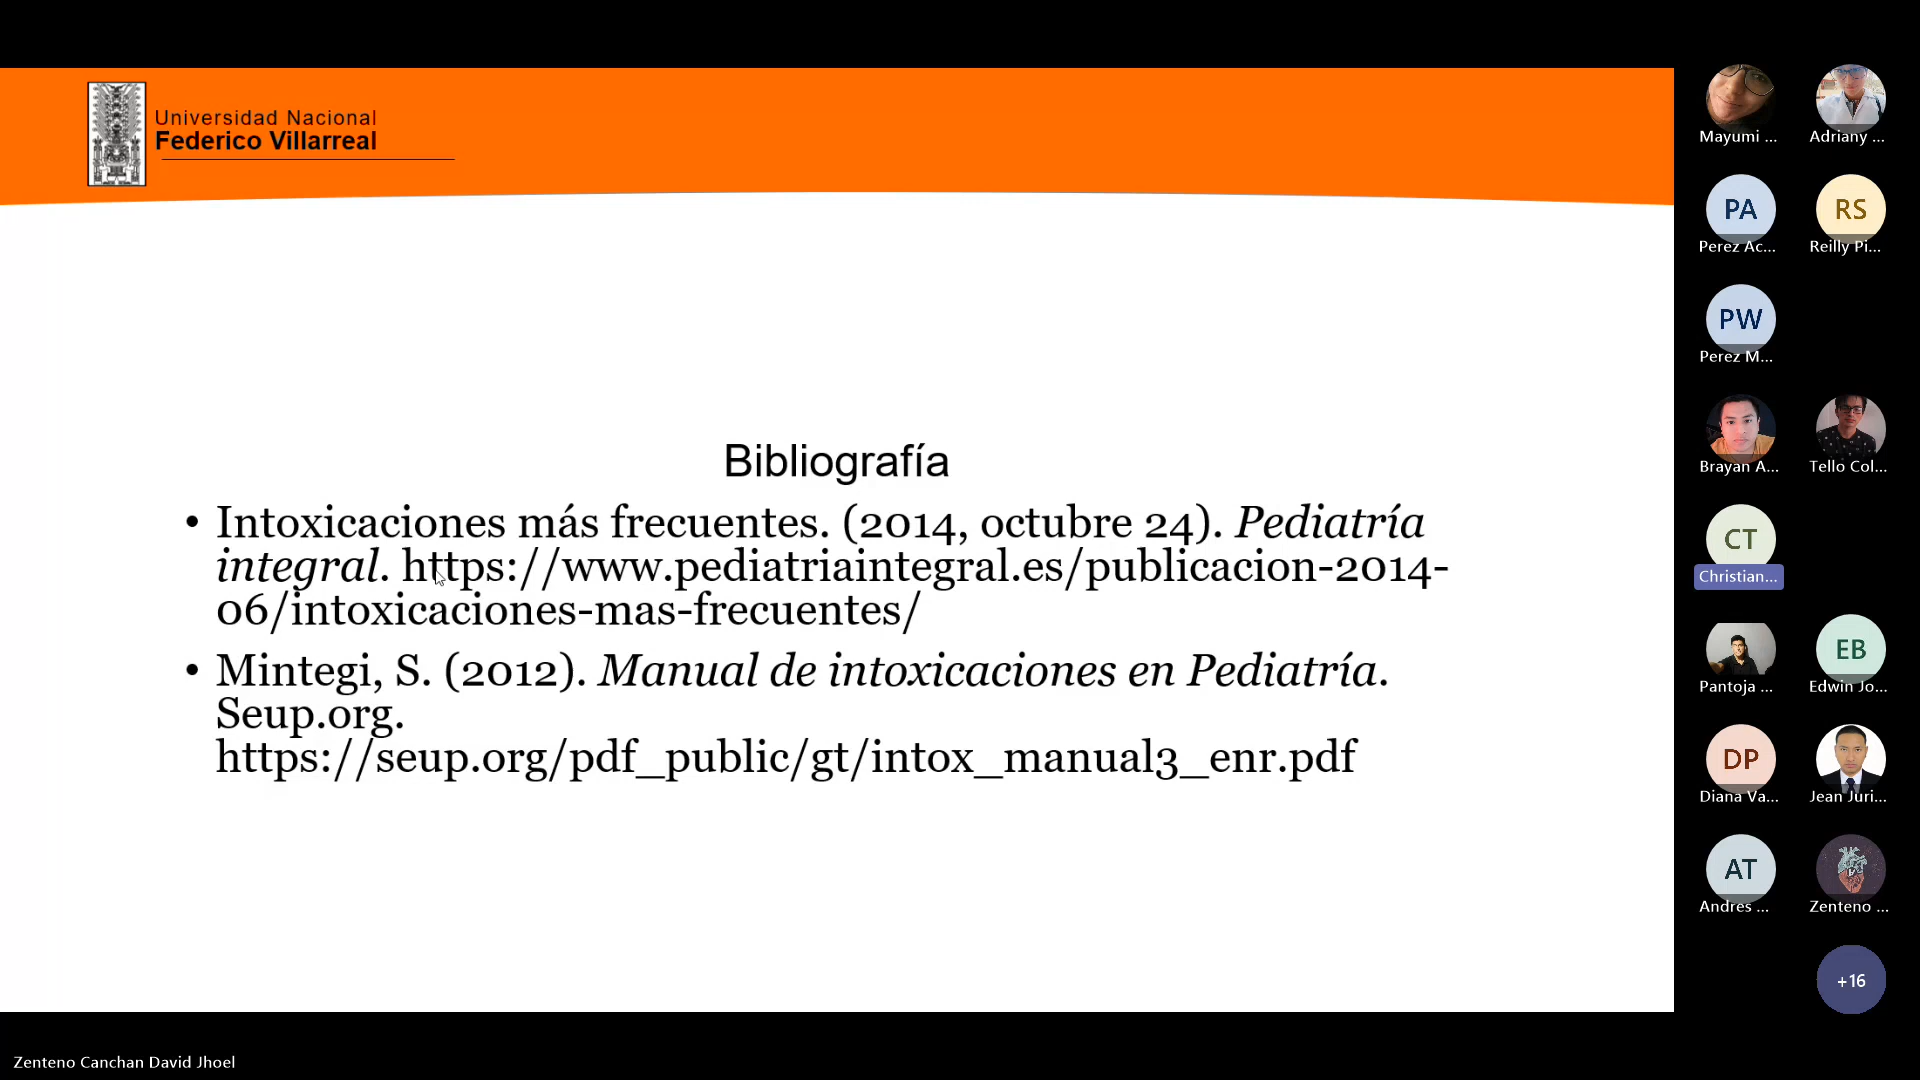 Universidad Nacional
Federico Villarreal
Bibliografía
• Intoxicaciones más frecuentes. (2014, octubre 24). Pediatría
integral. https://www.pediatriaintegral.es/publicacion-2014-
06/intoxicaciones-mas-frecuentes/
• Mintegi, S. (2012). Manual de intoxicaciones en Pediatría.
Seup.org.
https://seup.org/pdf_public/gt/intox_manual3_enr.pdf
Mayumi ...
Adriany ...
PA
Perez Ac...
RS
Reilly Pi...
PW
Perez M...
Brayan A...
Tello Col...
CT
Christian...
Pantoja ...
EB
Edwin Jo...
DP
Diana Va...
Jean Juri...
AT
Andres ...
Zenteno ...
+16
Zenteno Canchan David Jhoel